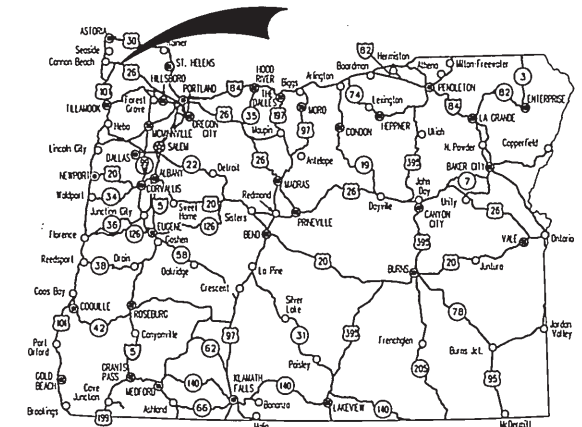 ASTORIA
30
Seaside
Cannon Beach
26
ST. HELENS
HILLSBORO
PORTLAND
84
HOOD RIVER
THE DALLES
Biggs
Arlington
Boardman
82
Hermiston
Athena
Milton-Freewater
PENDLETON
3
82
ENTERPRISE
84
LA GRANDE
101
TILLAMOOK
Forest Grove
OREGON CITY
26
35
197
MORO
97
74
Lexington
HEPPNER
CONDON
Ukiah
Hebo
McMINNVILLE
SALEM
Maupin
Antelope
N. Powder
Copperfield
Lincoln City
DALLAS
99
22
Detroit
26
19
395
BAKER CITY
7
NEWPORT
20
ALBANY
CORVALLIS
MADRAS
John Day
Unity
26
Waldport
34
5
Sweet Home
20
Redmond
26
Dayville
Junction City
36
126
126
Sisters
PRINEVILLE
CANYON CITY
EUGENE
Florence
Goshen
BEND
395
VALE
Ontario
Reedsport
38
Drain
58
Oakridge
La Pine
20
BURNS
20
Juntura
Coos Bay
Crescent
COQUILLE
ROSEBURG
Silver Lake
78
42
101
Canyonville
97
31
395
Frenchglen
Burns Jct.
Jordan Valley
Port Orford
5
62
Paisley
205
95
GOLD BEACH
GRANTS PASS
MEDFORD
140
KLAMATH FALLS
140
Brookings
Cave Junction
199
Ashland
66
Bonanza
LAKEVIEW
140
McDermitt